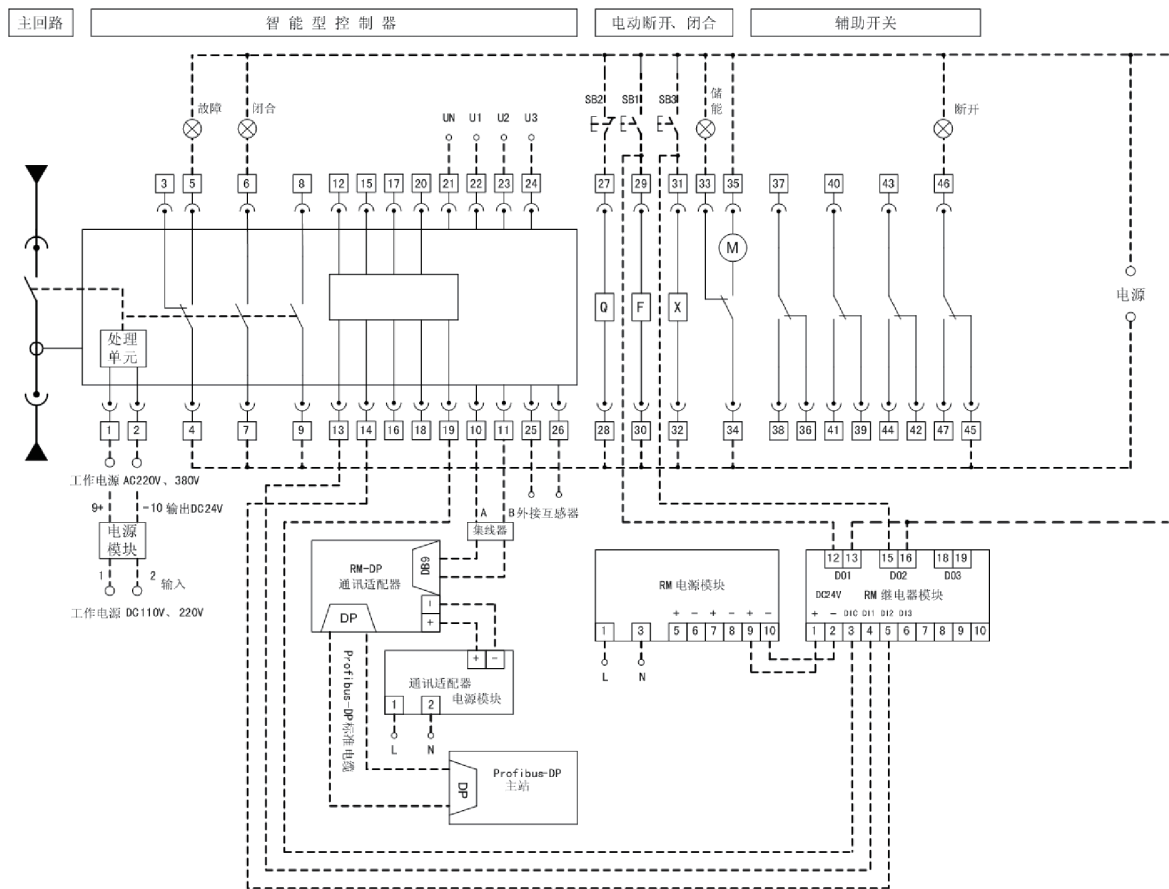 主回路
智能型控制器
电动断开、闭合
辅助开关
故障
闭合
储能
断开
SB2 SB1 SB3
UN U1 U2 U3
3 5 6 8 12 15 17 20 21 22 23 24 27 29 31 33 35 37 40 43 46
M
Q F X
电源
处理
单元
1 2 4 7 9 13 14 16 18 19 10 11 25 26 28 30 32 34 38 36 41 39 44 42 47 45
工作电源 AC220V、380V
9+ -10 输出DC24V
电源
模块
1 2 输入
工作电源 DC110V、220V
A B 外接互感器
集线器
RM-DP
通讯适配器
DB9
DP
-
+
+ -
通讯适配器
电源模块
1 2
L N
Profibus-DP标准电缆
Profibus-DP
主站
DP
RM 电源模块
+ - + - + -
1 3 5 6 7 8 9 10
L N
12 13 15 16 18 19
DO1 DO2 DO3
DC24V RM 继电器模块
+ - DIC DI1 DI2 DI3
1 2 3 4 5 6 7 8 9 10